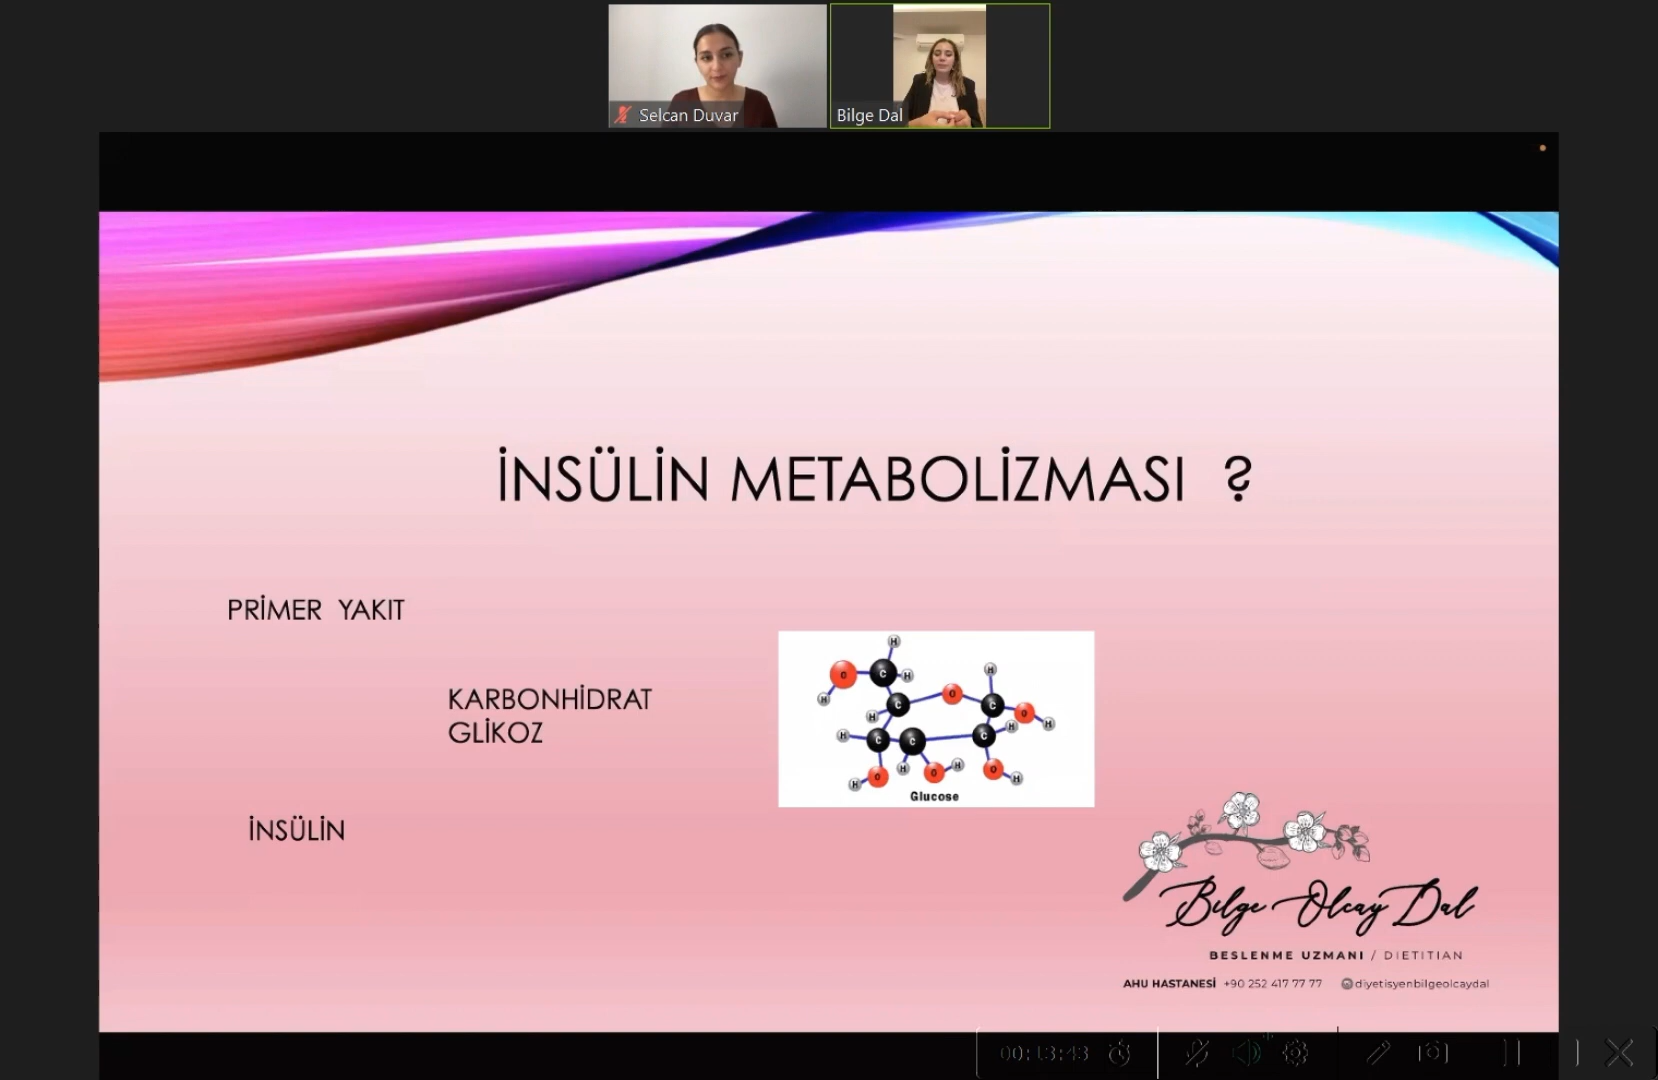 Selcan Duvar
Bilge Dal
İNSÜLİN METABOLİZMASI ?
PRİMER YAKIT
KARBONHİDRAT
GLİKOZ
İNSÜLİN
H
O C H
H
C O C H
H O H
H C C C H
H O H O H O H
Glucose
Bilge Olcay Dal
BESLENME UZMANI / DIETITIAN
AHU HASTANESİ +90 252 417 77 77 diyetisyenbilgeolcaydal
00:13:43